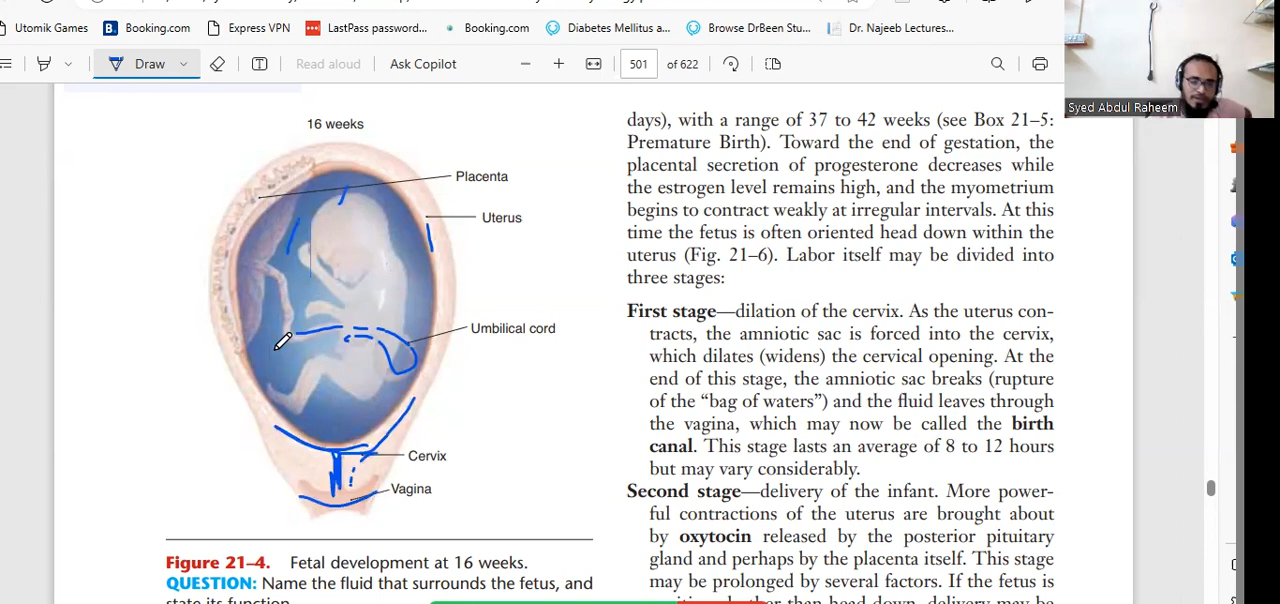 Utomik Games
Booking.com
Express VPN
LastPass password...
Booking.com
Diabetes Mellitus a...
Browse DrBeen Stu...
Dr. Najeeb Lectures...
Draw
Read aloud
Ask Copilot
501
of 622
Syed Abdul Raheem
16 weeks
Placenta
Uterus
Umbilical cord
Cervix
Vagina
Figure 21–4. Fetal development at 16 weeks.
QUESTION: Name the fluid that surrounds the fetus, and
state its function.
days), with a range of 37 to 42 weeks (see Box 21–5:
Premature Birth). Toward the end of gestation, the
placental secretion of progesterone decreases while
the estrogen level remains high, and the myometrium
begins to contract weakly at irregular intervals. At this
time the fetus is often oriented head down within the
uterus (Fig. 21–6). Labor itself may be divided into
three stages:
First stage—dilation of the cervix. As the uterus con-
tracts, the amniotic sac is forced into the cervix,
which dilates (widens) the cervical opening. At the
end of this stage, the amniotic sac breaks (rupture
of the “bag of waters”) and the fluid leaves through
the vagina, which may now be called the birth
canal. This stage lasts an average of 8 to 12 hours
but may vary considerably.
Second stage—delivery of the infant. More power-
ful contractions of the uterus are brought about
by oxytocin released by the posterior pituitary
gland and perhaps by the placenta itself. This stage
may be prolonged by several factors. If the fetus is
than head down, delivery may be